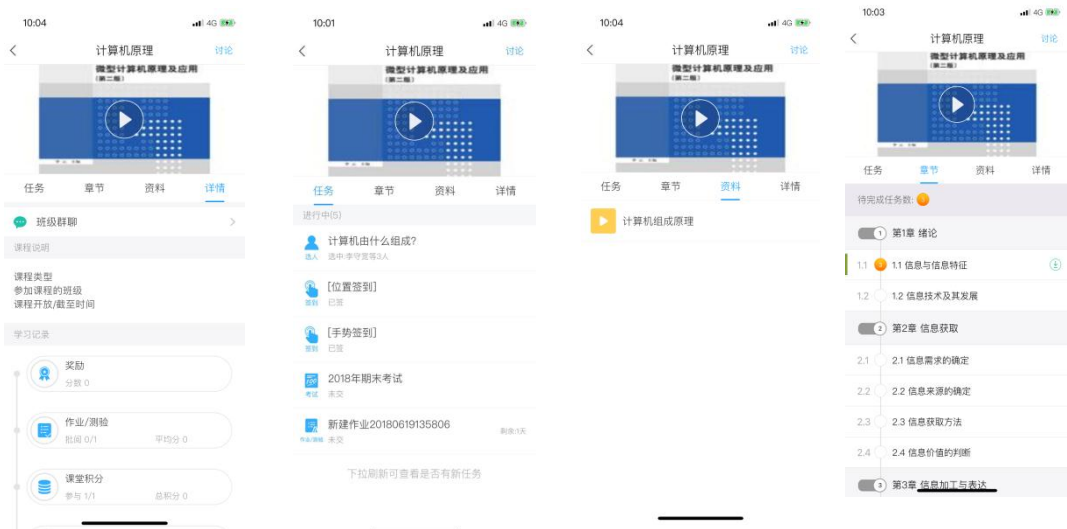 10:04
4G
计算机原理
讨论
微型计算机原理及应用
(第二版)
任务
章节
资料
详情
班级群聊
课程说明
课程类型
参加课程的班级
课程开放/截至时间
学习记录
奖励
分数 0
作业/测验
批阅 0/1
平均分 0
课堂积分
参与 1/1
总积分 0
10:01
4G
计算机原理
讨论
微型计算机原理及应用
(第二版)
任务
章节
资料
详情
进行中(5)
计算机由什么组成?
选人
选中:李守宽等3人
[位置签到]
签到
已签
[手势签到]
签到
已签
2018年期末考试
考试
未交
新建作业20180619135806
剩余:1天
作业/测验
未交
下拉刷新可查看是否有新任务
10:04
4G
计算机原理
讨论
微型计算机原理及应用
(第二版)
任务
章节
资料
详情
计算机组成原理
10:03
4G
计算机原理
讨论
微型计算机原理及应用
(第二版)
任务
章节
资料
详情
待完成任务数:
1 第1章 绪论
1.1 1.1 信息与信息特征
1.2 1.2 信息技术及其发展
2 第2章 信息获取
2.1 2.1 信息需求的确定
2.2 2.2 信息来源的确定
2.3 2.3 信息获取方法
2.4 2.4 信息价值的判断
3 第3章 信息加工与表达